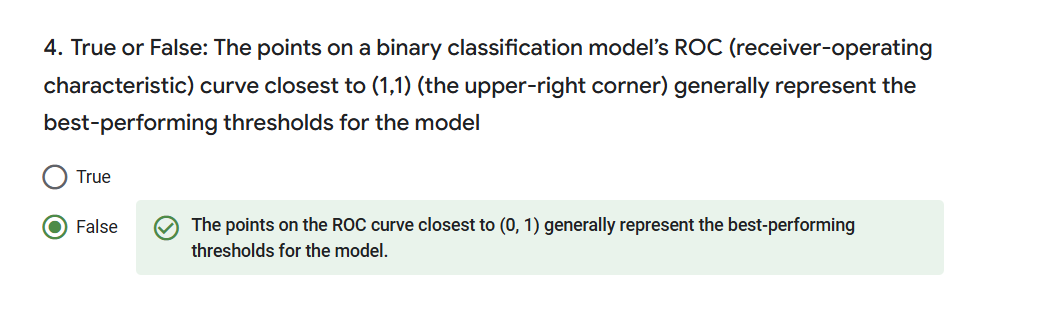 4. True or False: The points on a binary classification model’s ROC (receiver-operating
characteristic) curve closest to (1,1) (the upper-right corner) generally represent the
best-performing thresholds for the model
True
False
The points on the ROC curve closest to (0, 1) generally represent the best-performing
thresholds for the model.